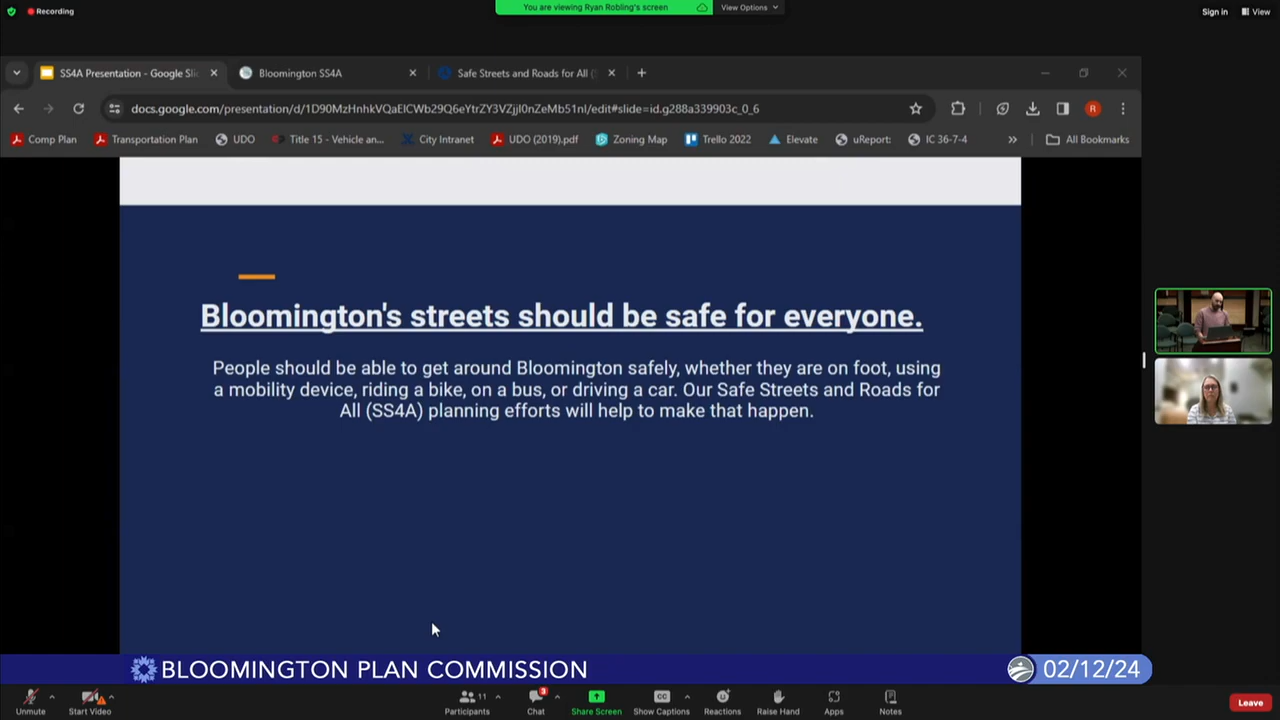 Recording
You are viewing Ryan Robling's screen
View Options
Sign in
View
SS4A Presentation - Google Sli
Bloomington SS4A
Safe Streets and Roads for All (
docs.google.com/presentation/d/1D90MzHnhkVQaElCWb29Q6eYtrZY3VZjjl0nZeMb51nI/edit#slide=id.g288a339903c_0_6
R
Comp Plan
Transportation Plan
UDO
Title 15 - Vehicle an...
City Intranet
UDO (2019).pdf
Zoning Map
Trello 2022
Elevate
uReport:
IC 36-7-4
All Bookmarks
Bloomington's streets should be safe for everyone.
People should be able to get around Bloomington safely, whether they are on foot, using
a mobility device, riding a bike, on a bus, or driving a car. Our Safe Streets and Roads for
All (SS4A) planning efforts will help to make that happen.
BLOOMINGTON PLAN COMMISSION
02/12/24
Unmute
Start Video
Participants
11
Chat
3
Share Screen
CC
Show Captions
Reactions
Raise Hand
Apps
Notes
Leave